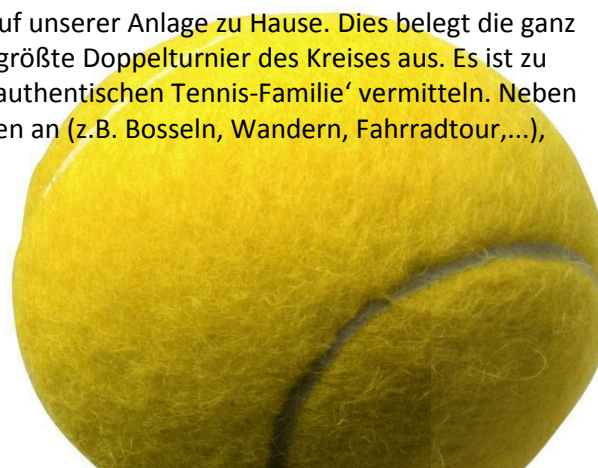 uf unserer Anlage zu Hause. Dies belegt die ganz
größte Doppelturnier des Kreises aus. Es ist zu
authentischen Tennis-Familie‘ vermitteln. Neben
en an (z.B. Bosseln, Wandern, Fahrradtour,...),